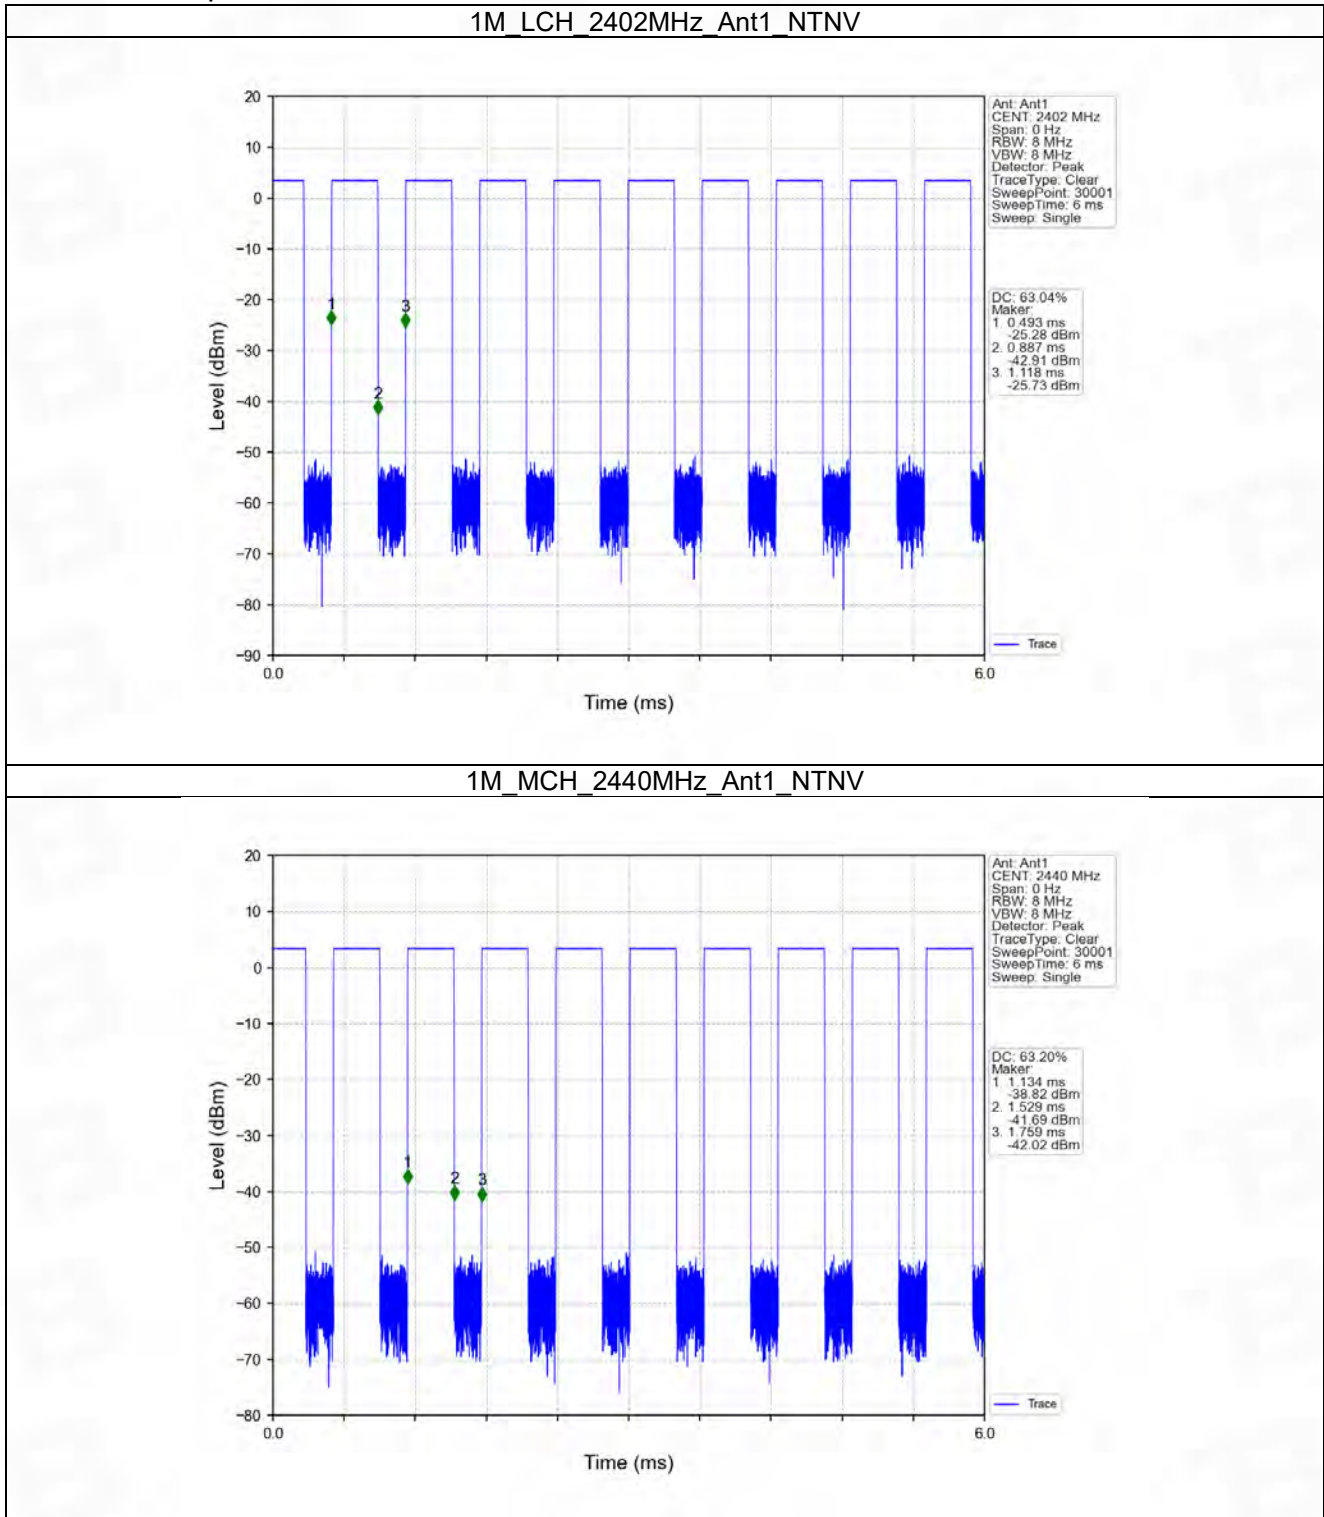 1M_LCH_2402MHz_Ant1_NTNV
20
10
0
−10
−20
−30
−40
−50
−60
−70
−80
−90
Level (dBm)
1
2
3
0.0
6.0
Time (ms)
Ant: Ant1
CENT: 2402 MHz
Span: 0 Hz
RBW: 8 MHz
VBW: 8 MHz
Detector: Peak
TraceType: Clear
SweepPoint: 30001
SweepTime: 6 ms
Sweep: Single
DC: 63.04%
Maker:
1. 0.493 ms
-25.28 dBm
2. 0.887 ms
-42.91 dBm
3. 1.118 ms
-25.73 dBm
Trace
1M_MCH_2440MHz_Ant1_NTNV
20
10
0
−10
−20
−30
−40
−50
−60
−70
−80
Level (dBm)
1
2
3
0.0
6.0
Time (ms)
Ant: Ant1
CENT: 2440 MHz
Span: 0 Hz
RBW: 8 MHz
VBW: 8 MHz
Detector: Peak
TraceType: Clear
SweepPoint: 30001
SweepTime: 6 ms
Sweep: Single
DC: 63.20%
Maker:
1. 1.134 ms
-38.82 dBm
2. 1.529 ms
-41.69 dBm
3. 1.759 ms
-42.02 dBm
Trace